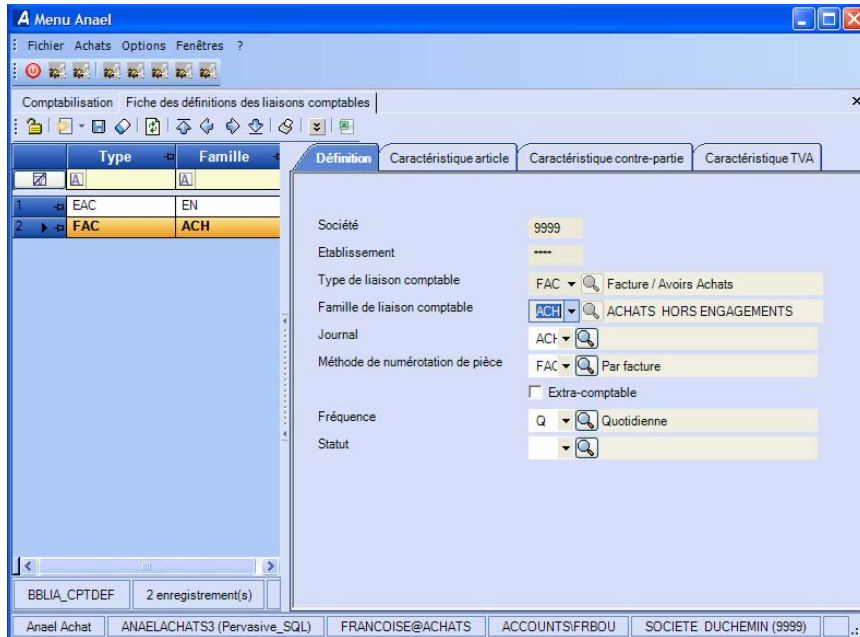 A Menu Anael
Fichier Achats Options Fenêtres ?
Comptabilisation Fiche des définitions des liaisons comptables
Type Famille
A A
1 EAC EN
2 FAC ACH
Définition Caractéristique article Caractéristique contre-partie Caractéristique TVA
Société 9999
Etablissement ****
Type de liaison comptable FAC Facture / Avoirs Achats
Famille de liaison comptable ACH ACHATS HORS ENGAGEMENTS
Journal ACH
Méthode de numérotation de pièce FAC Par facture
Extra-comptable
Fréquence Q Quotidienne
Statut
BBLIA_CPTDEF 2 enregistrement(s)
Anael Achat ANAELACHATS3 (Pervasive_SQL) FRANCOISE@ACHATS ACCOUNTS\FRBOU SOCIETE DUCHEMIN (9999)